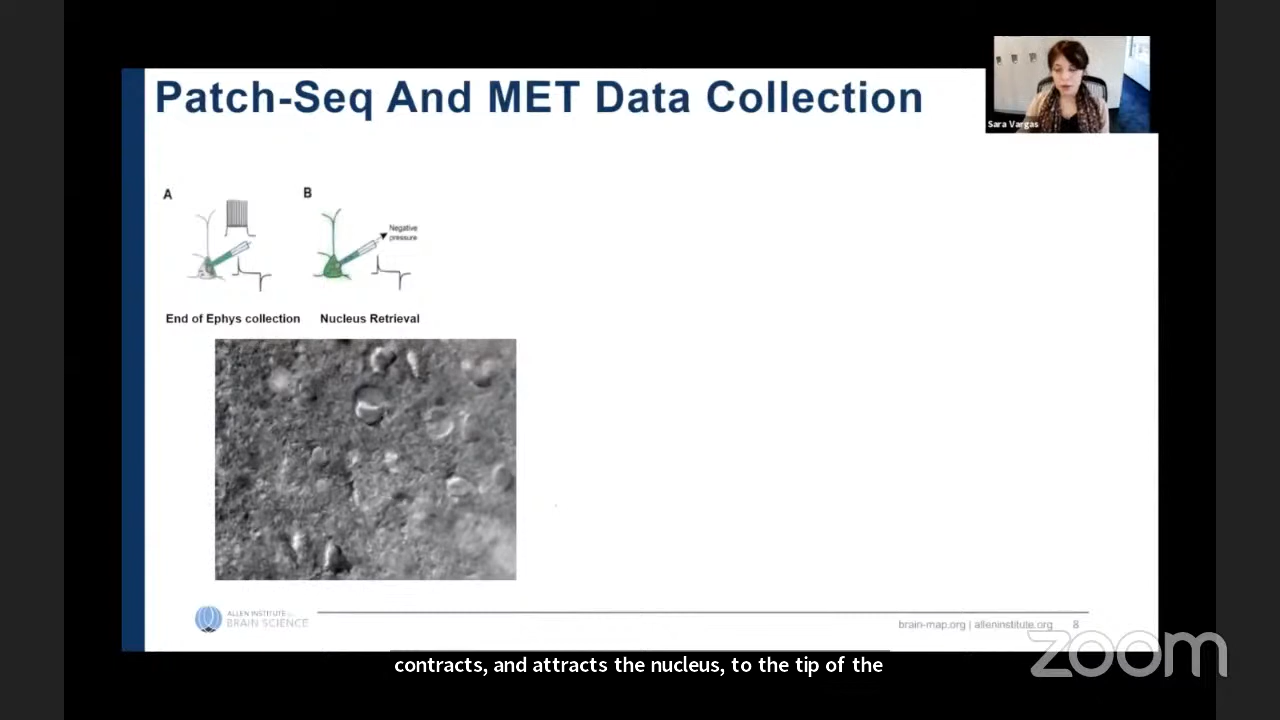 Patch-Seq And MET Data Collection
Sara Vargas
A
B
Negative
pressure
End of Ephys collection
Nucleus Retrieval
ALLEN INSTITUTE for
BRAIN SCIENCE
brain-map.org | alleninstitute.org
8
zoom
contracts, and attracts the nucleus, to the tip of the